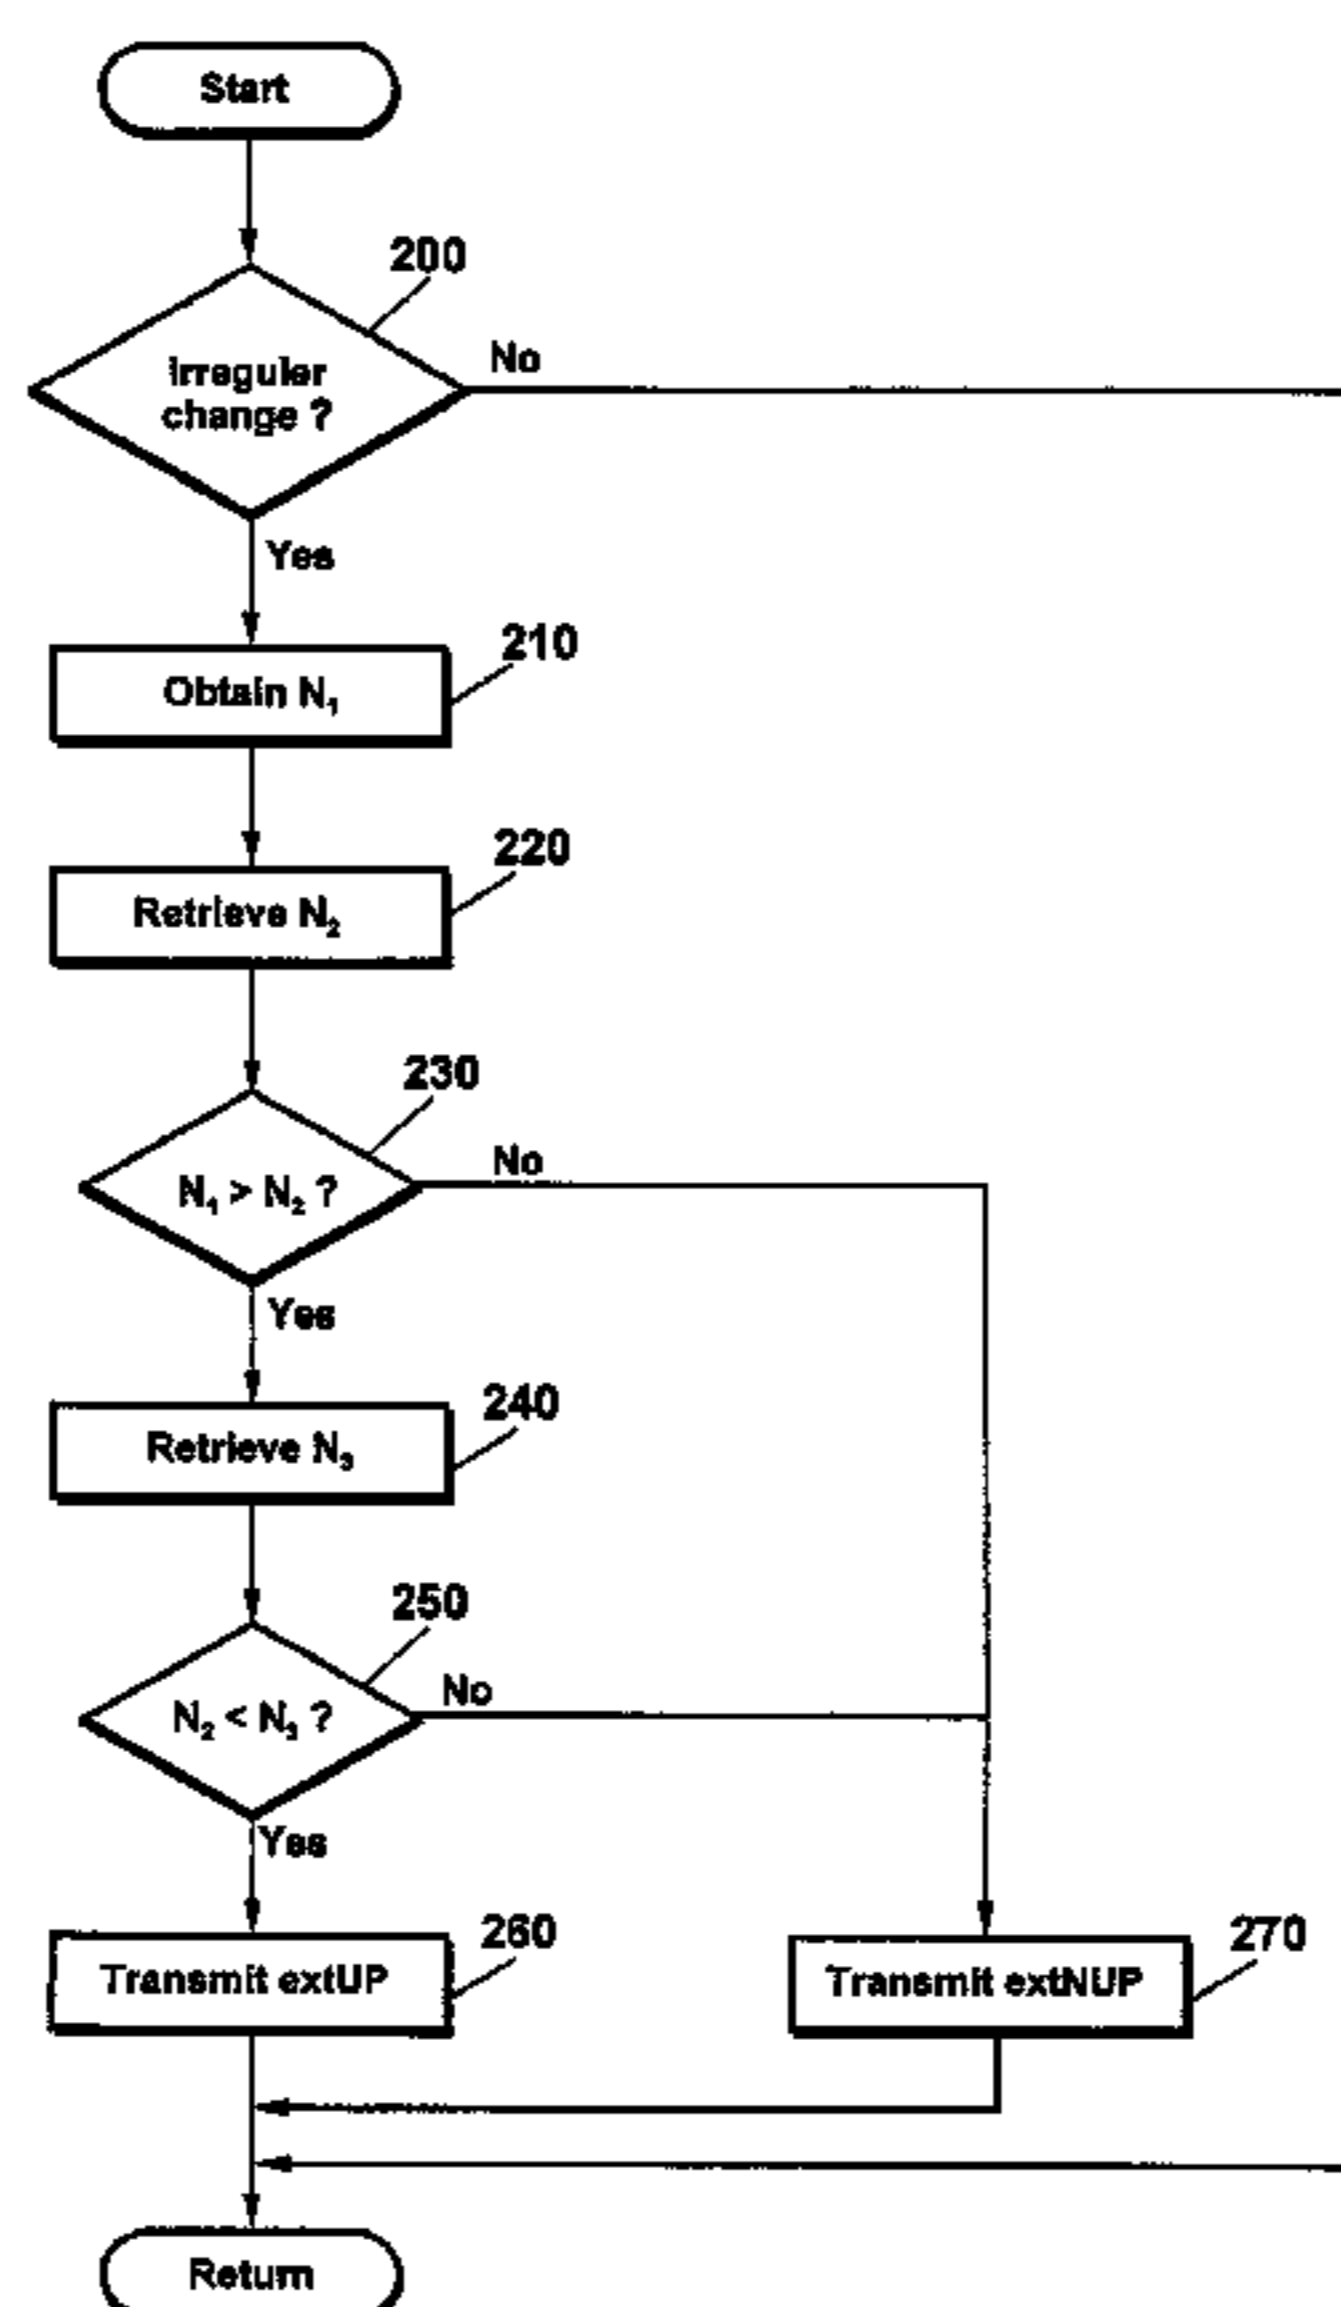 Start
200
Irregular
change ?
No
Yes
210
Obtain N₁
220
Retrieve N₂
230
N₁ > N₂ ?
No
Yes
240
Retrieve N₃
250
N₂ < N₃ ?
No
Yes
260
Transmit extUP
270
Transmit extNUP
Return